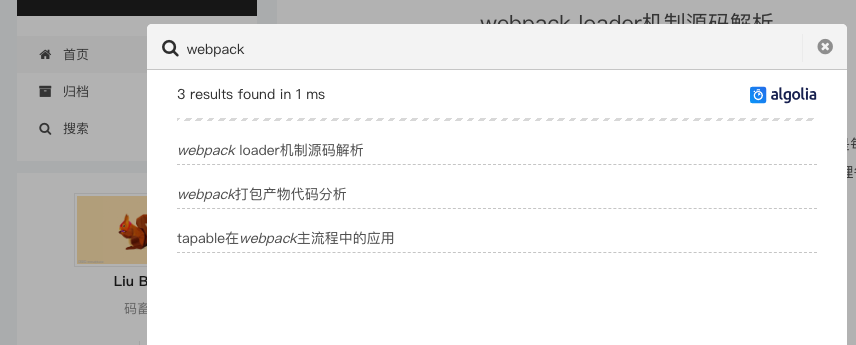 webpack loader机制源码解析
首页
归档
搜索
webpack
3 results found in 1 ms
algolia
webpack loader机制源码解析
webpack打包产物代码分析
tapable在webpack主流程中的应用
Liu B
码畜